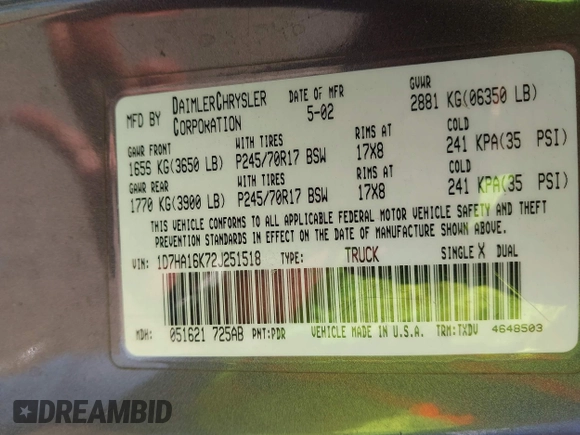 MFD BY DAIMLERCHRYSLER CORPORATION DATE OF MFR 5-02 GVWR 2881 KG(06350 LB)
GAWR FRONT WITH TIRES RIMS AT COLD
1656 KG(3650 LB) P245/70R17 BSW 17X8 241 KPA(35 PSI)
GAWR REAR WITH TIRES RIMS AT COLD
1770 KG(3900 LB) P245/70R17 BSW 17X8 241 KPA(35 PSI)
THIS VEHICLE CONFORMS TO ALL APPLICABLE FEDERAL MOTOR VEHICLE SAFETY AND THEFT
PREVENTION STANDARDS IN EFFECT ON THE DATE OF MANUFACTURE SHOWN ABOVE.
VIN: 1D7HA16K72J251518 TYPE: TRUCK SINGLE X DUAL
MDH: 051621 725AB PNT:PDR VEHICLE MADE IN U.S.A. TRM:TXDV 4648503
DREAMBID